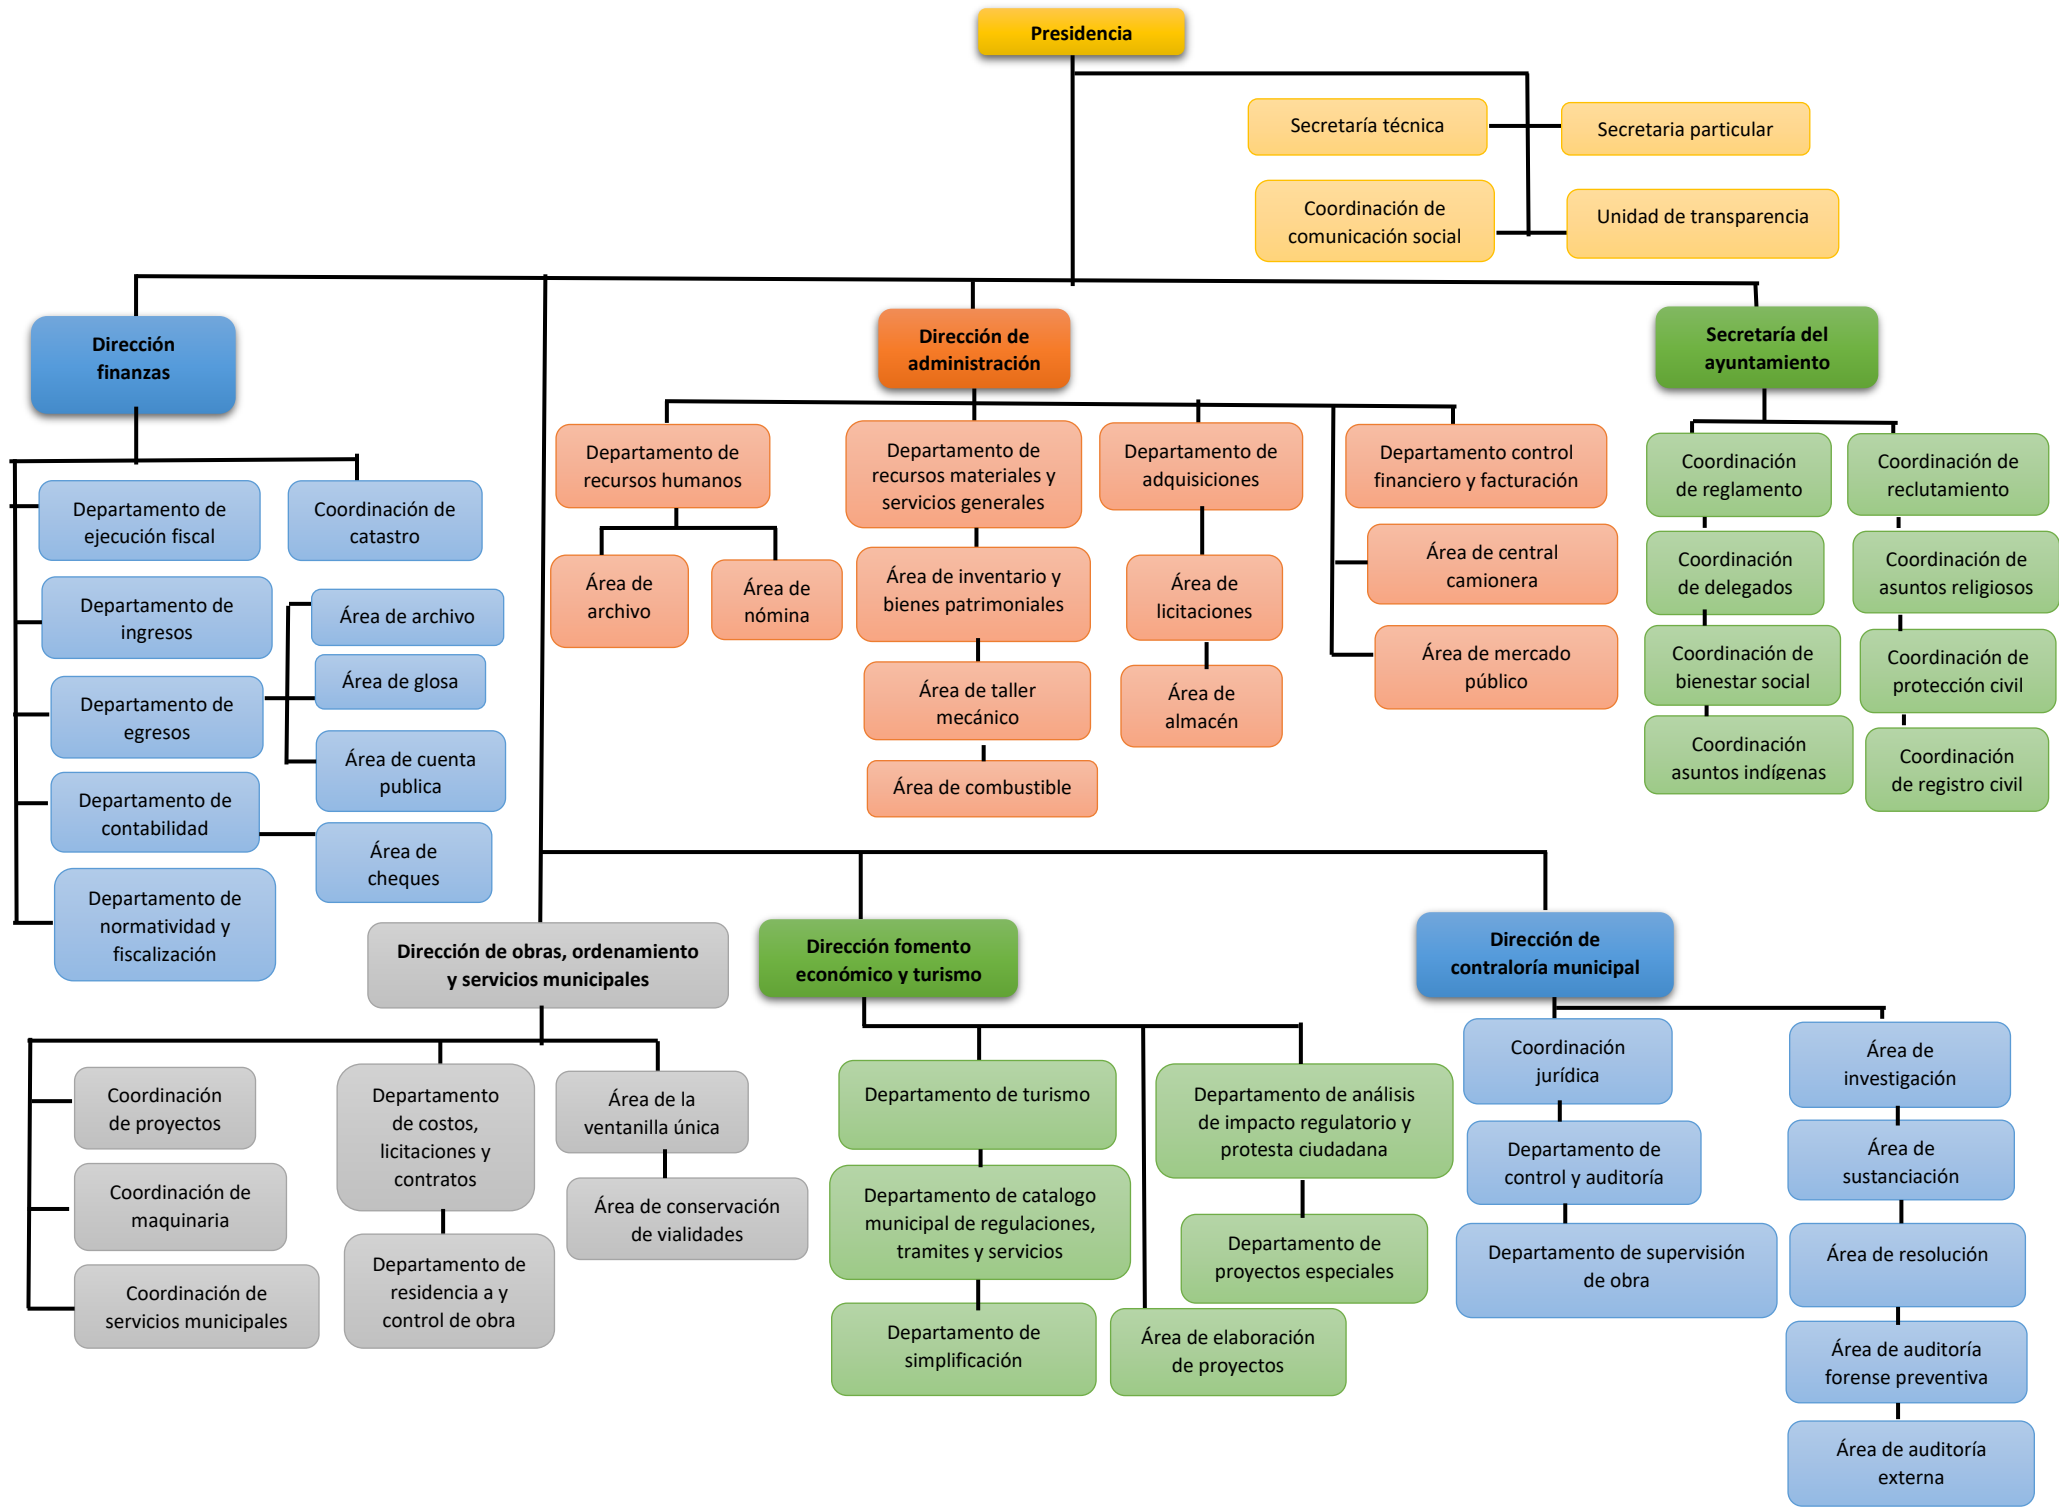 Presidencia
Secretaría técnica
Secretaria particular
Coordinación de
comunicación social
Unidad de transparencia
Dirección
finanzas
Dirección de
administración
Secretaría del
ayuntamiento
Departamento de
ejecución fiscal
Coordinación de
catastro
Departamento de
ingresos
Departamento de
egresos
Área de archivo
Área de glosa
Área de cuenta
publica
Departamento de
contabilidad
Área de
cheques
Departamento de
normatividad y
fiscalización
Departamento de
recursos humanos
Área de
archivo
Área de
nómina
Departamento de
recursos materiales y
servicios generales
Área de inventario y
bienes patrimoniales
Área de taller
mecánico
Área de combustible
Departamento de
adquisiciones
Área de
licitaciones
Área de
almacén
Departamento control
financiero y facturación
Área de central
camionera
Área de mercado
público
Coordinación
de reglamento
Coordinación
de delegados
Coordinación de
bienestar social
Coordinación
asuntos indígenas
Coordinación de
reclutamiento
Coordinación de
asuntos religiosos
Coordinación de
protección civil
Coordinación
de registro civil
Dirección de obras, ordenamiento
y servicios municipales
Dirección fomento
económico y turismo
Dirección de
contraloría municipal
Coordinación
de proyectos
Coordinación de
maquinaria
Coordinación de
servicios municipales
Departamento
de costos,
licitaciones y
contratos
Departamento de
residencia a y
control de obra
Área de la
ventanilla única
Área de conservación
de vialidades
Departamento de turismo
Departamento de catalogo
municipal de regulaciones,
tramites y servicios
Departamento de
simplificación
Departamento de análisis
de impacto regulatorio y
protesta ciudadana
Departamento de
proyectos especiales
Área de elaboración
de proyectos
Coordinación
jurídica
Departamento de
control y auditoría
Departamento de supervisión
de obra
Área de
investigación
Área de
sustanciación
Área de resolución
Área de auditoría
forense preventiva
Área de auditoría
externa